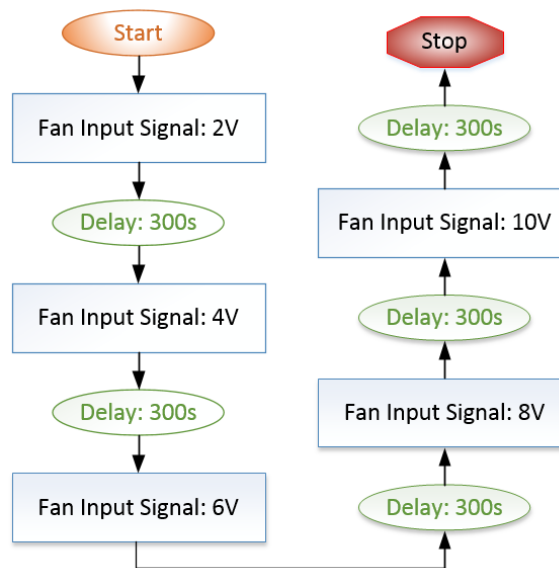 Start
Fan Input Signal: 2V
Delay: 300s
Fan Input Signal: 4V
Delay: 300s
Fan Input Signal: 6V
Delay: 300s
Fan Input Signal: 8V
Delay: 300s
Fan Input Signal: 10V
Delay: 300s
Stop